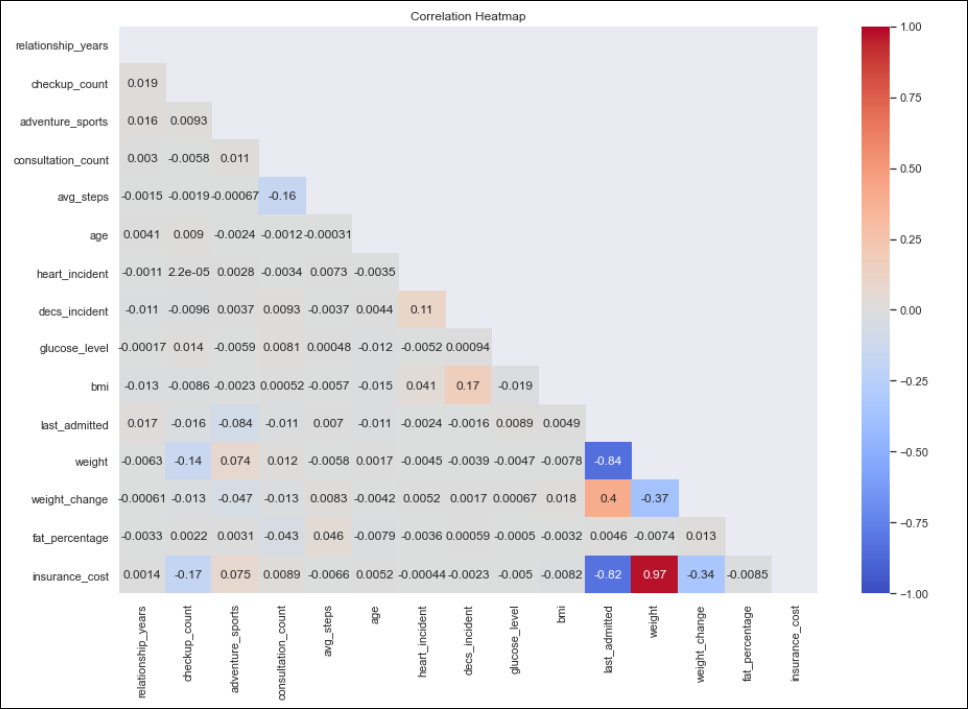 Correlation Heatmap
relationship_years
checkup_count 0.019
adventure_sports 0.016 0.0093
consultation_count 0.003 -0.0058 0.011
avg_steps -0.0015 -0.0019 -0.00067 -0.16
age 0.0041 0.009 -0.0024 -0.0012 -0.00031
heart_incident -0.0011 2.2e-05 0.0028 -0.0034 0.0073 -0.0035
decs_incident -0.011 -0.0096 0.0037 0.0093 -0.0037 0.0044 0.11
glucose_level -0.00017 0.014 -0.0059 0.0081 0.00048 -0.012 -0.0052 0.00094
bmi -0.013 -0.0086 -0.0023 0.00052 -0.0057 -0.015 0.041 0.17 -0.019
last_admitted 0.017 -0.016 -0.084 -0.011 0.007 -0.011 -0.0024 -0.0016 0.0089 0.0049
weight -0.0063 -0.14 0.074 0.012 -0.0058 0.0017 -0.0045 -0.0039 -0.0047 -0.0078 -0.84
weight_change -0.00061 -0.013 -0.047 -0.013 0.0083 -0.0042 0.0052 0.0017 0.00067 0.018 0.4 -0.37
fat_percentage -0.0033 0.0022 0.0031 -0.043 0.046 -0.0079 -0.0036 0.00059 -0.0005 -0.0032 0.0046 -0.0074 0.013
insurance_cost 0.0014 -0.17 0.075 0.0089 -0.0066 0.0052 -0.00044 -0.0023 -0.005 -0.0082 -0.82 0.97 -0.34 -0.0085
relationship_years
checkup_count
adventure_sports
consultation_count
avg_steps
age
heart_incident
decs_incident
glucose_level
bmi
last_admitted
weight
weight_change
fat_percentage
insurance_cost
1.00
0.75
0.50
0.25
0.00
−0.25
−0.50
−0.75
−1.00